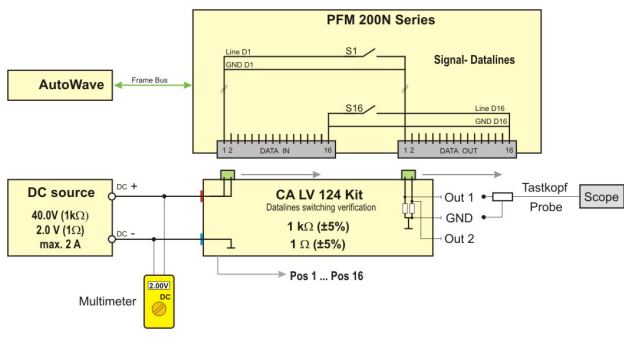 PFM 200N Series
Line D1
S1
GND D1
Signal- Datalines
AutoWave
Frame Bus
S16
Line D16
GND D16
1 2
DATA IN
16
1 2
DATA OUT
16
DC source
40.0V (1kΩ)
2.0 V (1Ω)
max. 2 A
DC +
DC -
CA LV 124 Kit
Datalines switching verification
1 kΩ (±5%)
1 Ω (±5%)
Out 1
GND
Out 2
Tastkopf
Probe
Scope
Pos 1 ... Pos 16
2.00V
DC
Multimeter